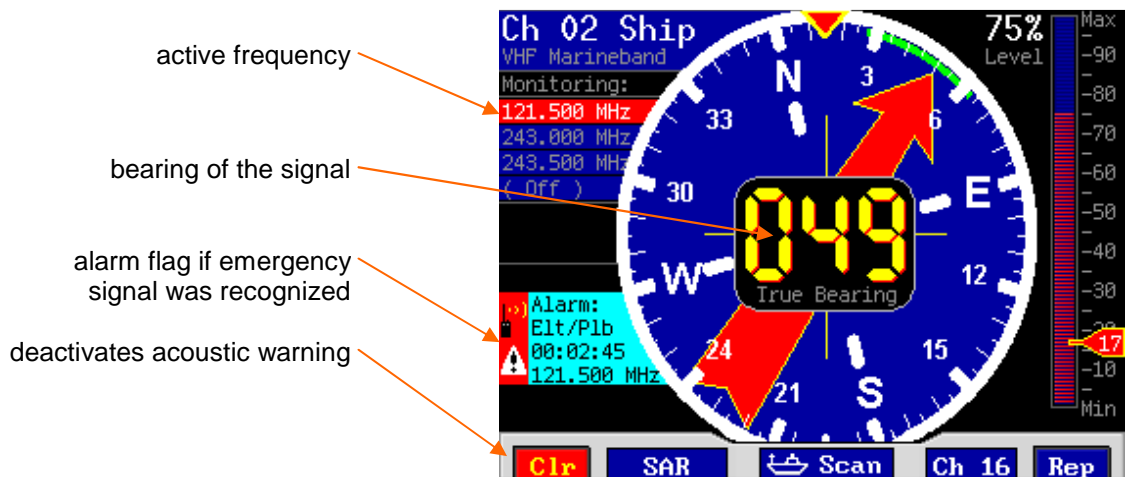 active frequency
bearing of the signal
alarm flag if emergency
signal was recognized
deactivates acoustic warning
Ch 02 Ship
VHF Marineband
Monitoring:
121.500 MHz
243.000 MHz
243.500 MHz
( Off )
Alarm:
Elt/Plb
00:02:45
121.500 MHz
N
3
6
E
12
15
S
21
24
W
30
33
049
True Bearing
75%
Level
Max
-90
-80
-70
-60
-50
-40
-30
17
-10
Min
Clr
SAR
Scan
Ch 16
Rep